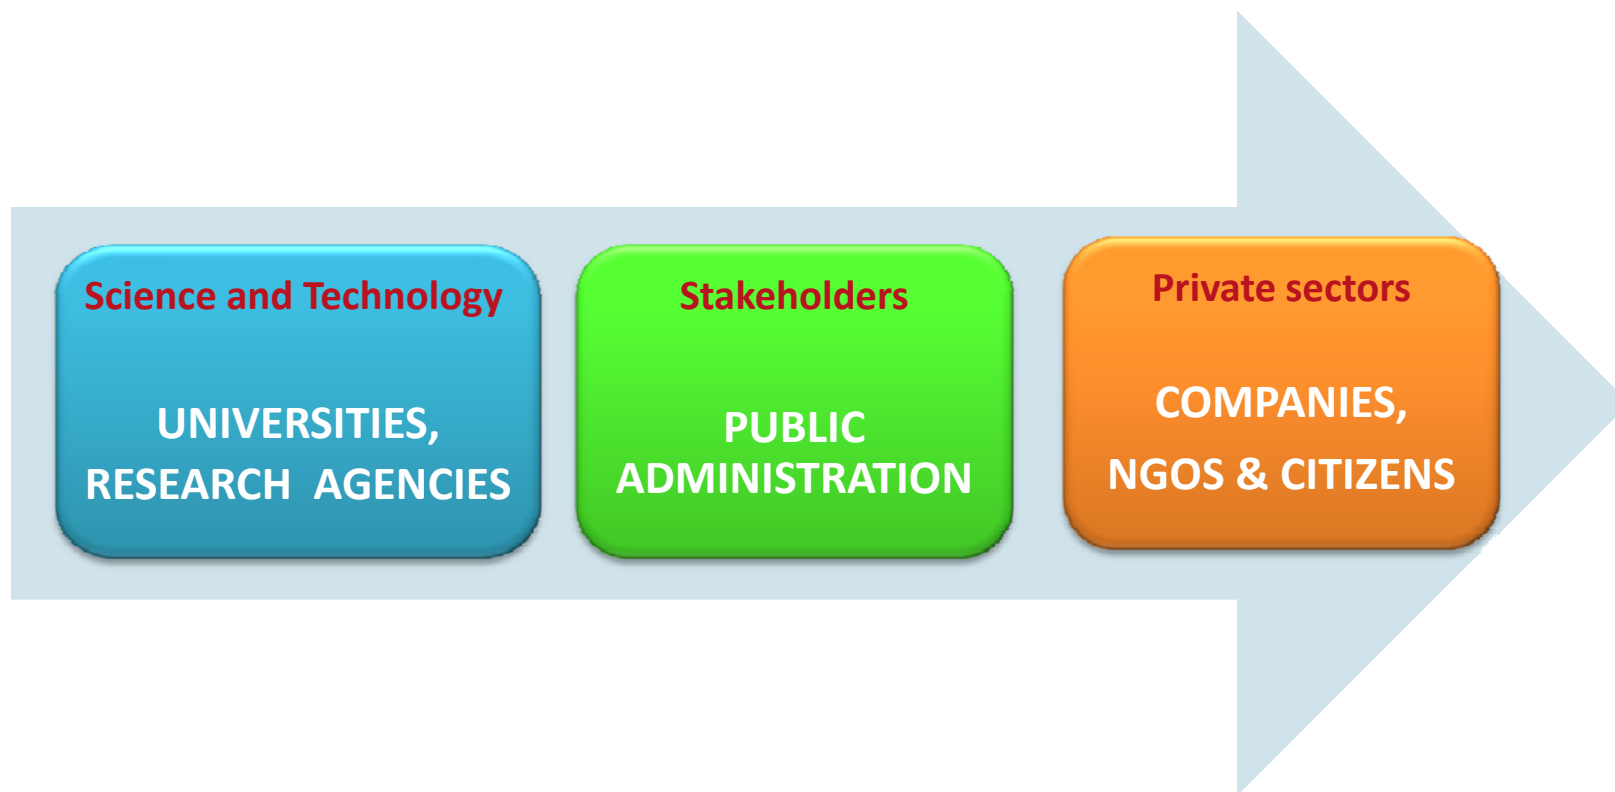 Science and Technology
UNIVERSITIES,
RESEARCH AGENCIES
Stakeholders
PUBLIC
ADMINISTRATION
Private sectors
COMPANIES,
NGOS & CITIZENS